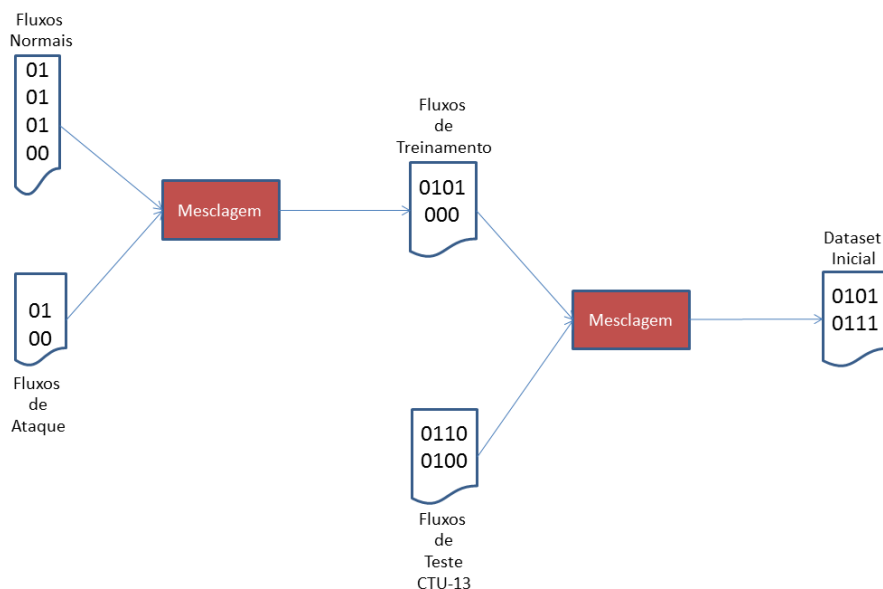 Fluxos
Normais
01
01
01
00
Mesclagem
01
00
Fluxos
de
Ataque
Fluxos
de
Treinamento
0101
000
Mesclagem
0110
0100
Fluxos
de
Teste
CTU-13
Dataset
Inicial
0101
0111